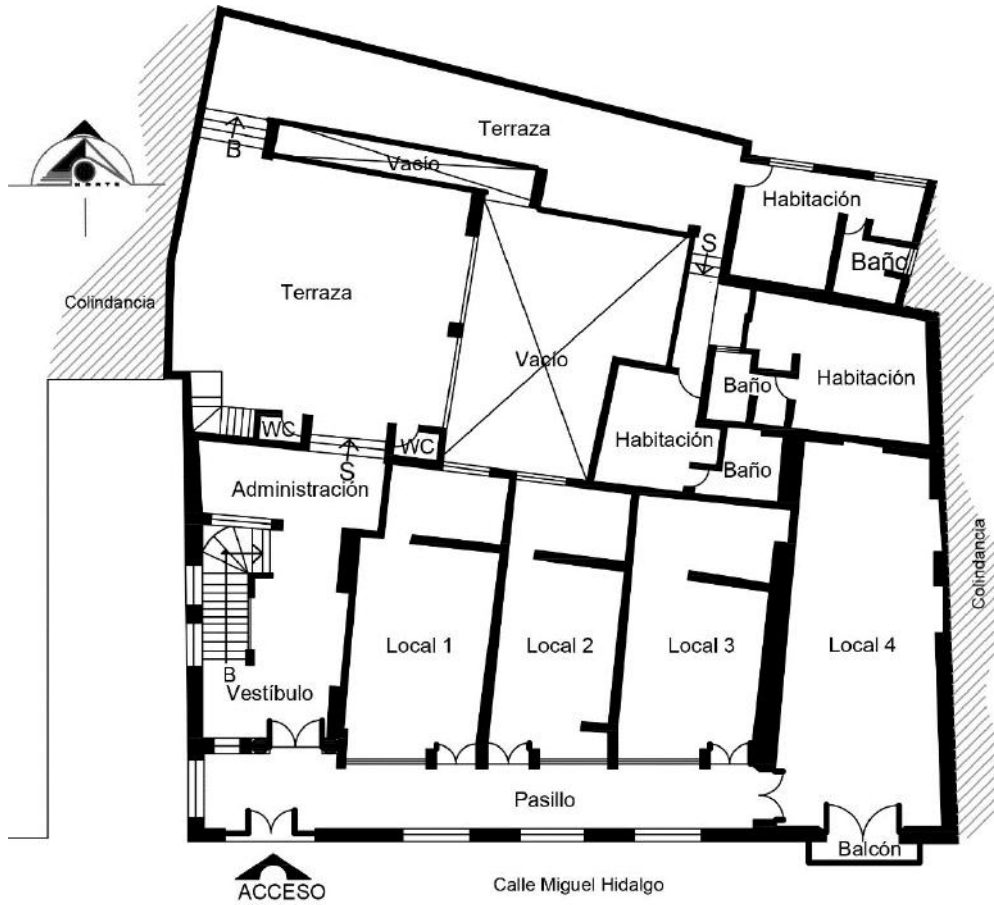 Terraza
B
Vacío
Habitación
NORTE
S
Baño
Colindancia
Terraza
Vacío
Baño
Habitación
WC
WC
Habitación
S
Baño
Administración
Colindancia
Local 1
Local 2
Local 3
Local 4
B
Vestíbulo
Pasillo
Balcón
ACCESO
Calle Miguel Hidalgo